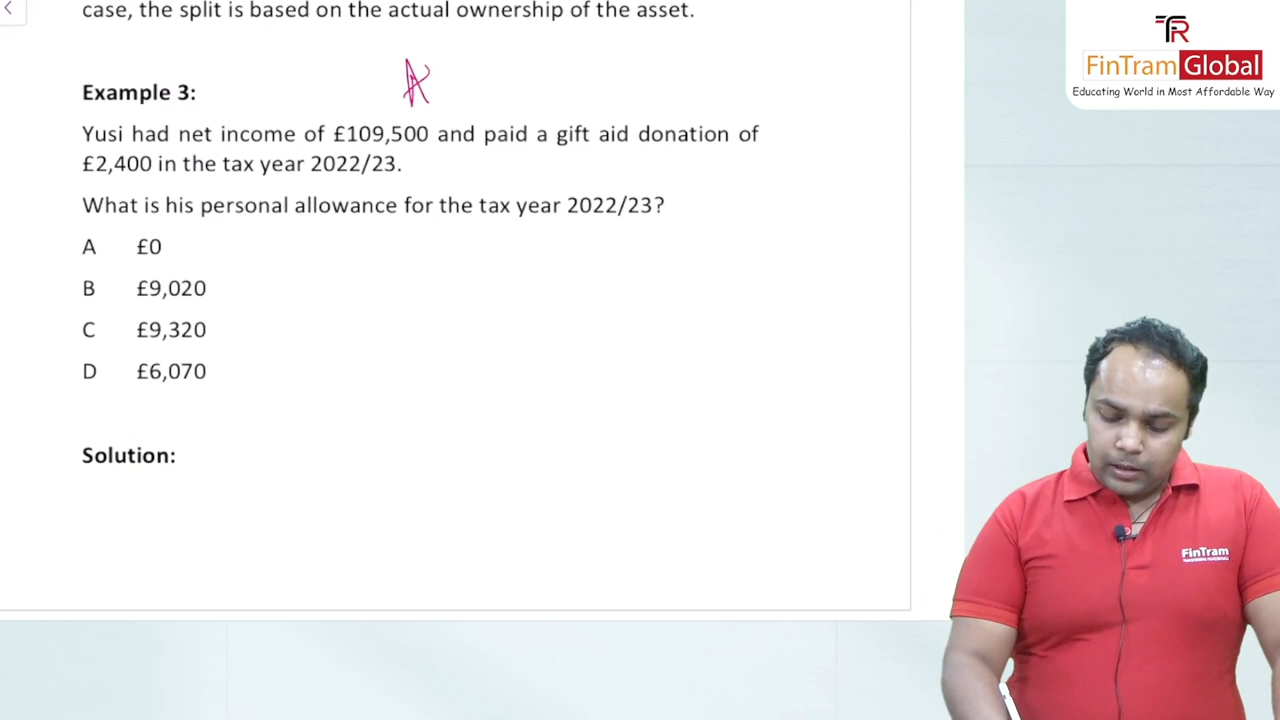 case, the split is based on the actual ownership of the asset.
TR
FinTram Global
Educating World in Most Affordable Way
Example 3:
Yusi had net income of £109,500 and paid a gift aid donation of
£2,400 in the tax year 2022/23.
What is his personal allowance for the tax year 2022/23?
A £0
B £9,020
C £9,320
D £6,070
Solution:
FinTram